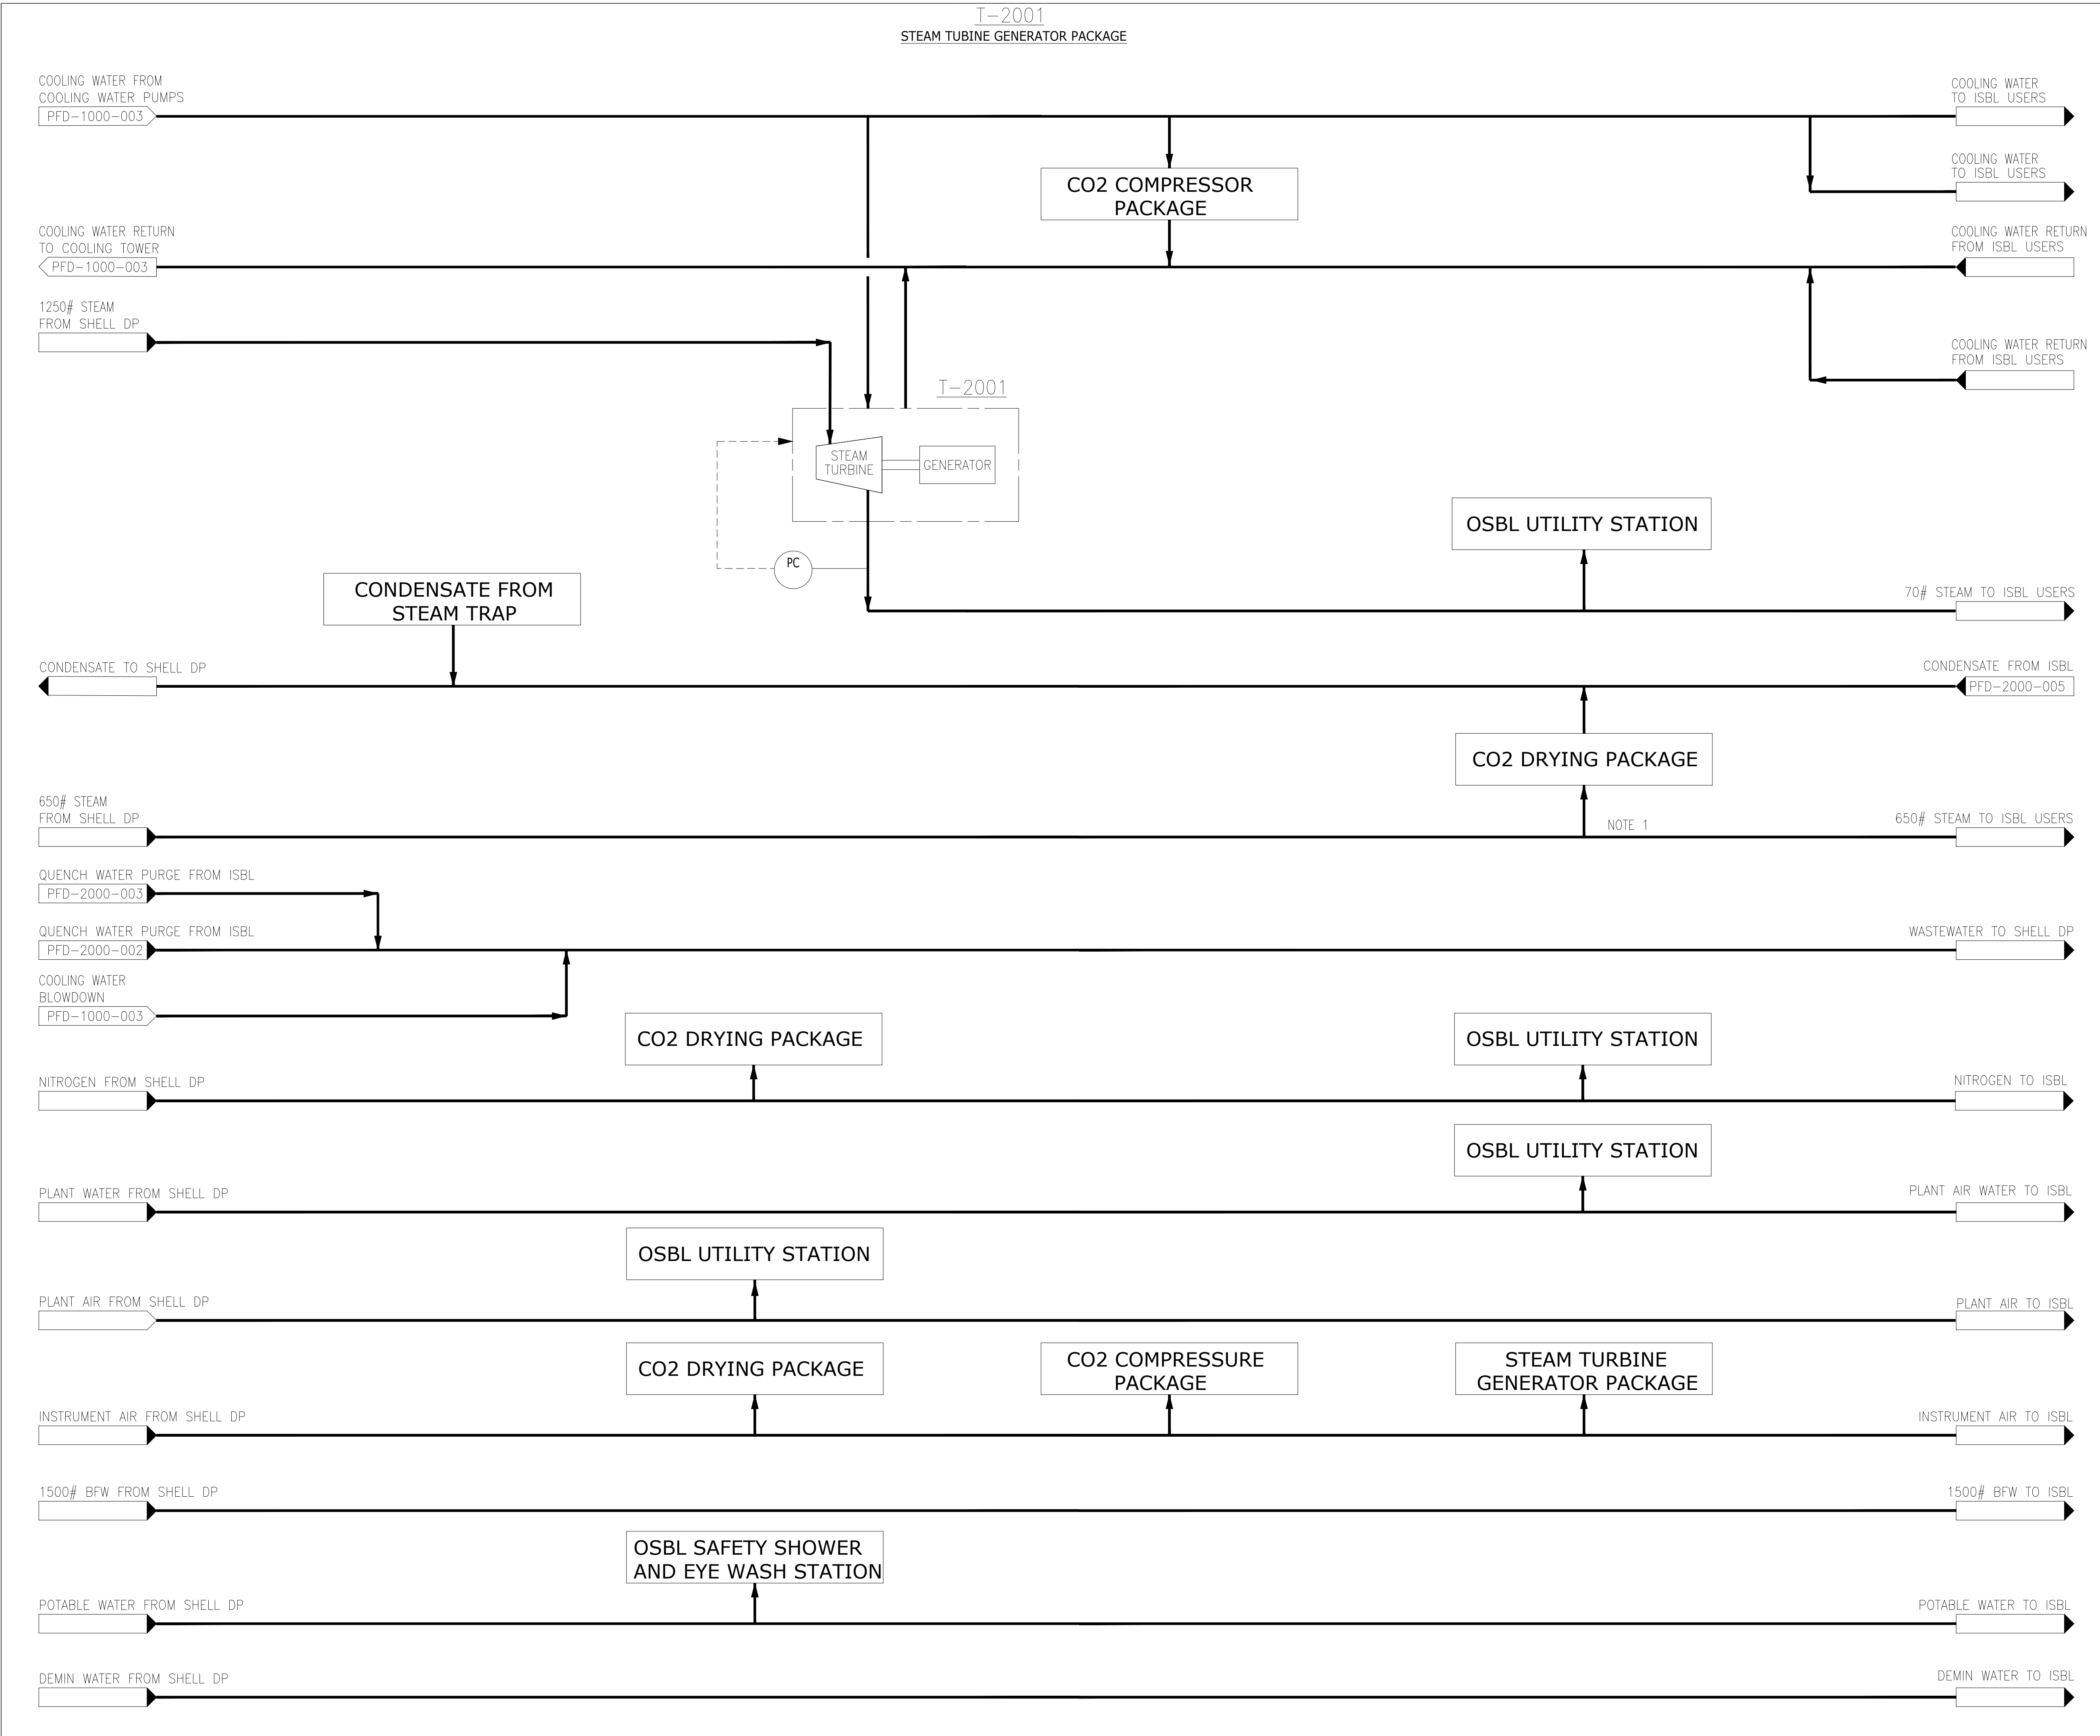 T-2001
STEAM TUBINE GENERATOR PACKAGE
COOLING WATER FROM
COOLING WATER PUMPS
PFD-1000-003
COOLING WATER
TO ISBL USERS
CO2 COMPRESSOR
PACKAGE
COOLING WATER
TO ISBL USERS
COOLING WATER RETURN
TO COOLING TOWER
PFD-1000-003
COOLING WATER RETURN
FROM ISBL USERS
1250# STEAM
FROM SHELL DP
COOLING WATER RETURN
FROM ISBL USERS
T-2001
STEAM
TURBINE
GENERATOR
PC
OSBL UTILITY STATION
CONDENSATE FROM
STEAM TRAP
70# STEAM TO ISBL USERS
CONDENSATE TO SHELL DP
CONDENSATE FROM ISBL
PFD-2000-005
CO2 DRYING PACKAGE
650# STEAM
FROM SHELL DP
NOTE 1
650# STEAM TO ISBL USERS
QUENCH WATER PURGE FROM ISBL
PFD-2000-003
QUENCH WATER PURGE FROM ISBL
PFD-2000-002
WASTEWATER TO SHELL DP
COOLING WATER
BLOWDOWN
PFD-1000-003
CO2 DRYING PACKAGE
OSBL UTILITY STATION
NITROGEN FROM SHELL DP
NITROGEN TO ISBL
OSBL UTILITY STATION
PLANT WATER FROM SHELL DP
PLANT AIR WATER TO ISBL
OSBL UTILITY STATION
PLANT AIR FROM SHELL DP
PLANT AIR TO ISBL
CO2 DRYING PACKAGE
CO2 COMPRESSURE
PACKAGE
STEAM TURBINE
GENERATOR PACKAGE
INSTRUMENT AIR FROM SHELL DP
INSTRUMENT AIR TO ISBL
1500# BFW FROM SHELL DP
1500# BFW TO ISBL
OSBL SAFETY SHOWER
AND EYE WASH STATION
POTABLE WATER FROM SHELL DP
POTABLE WATER TO ISBL
DEMIN WATER FROM SHELL DP
DEMIN WATER TO ISBL